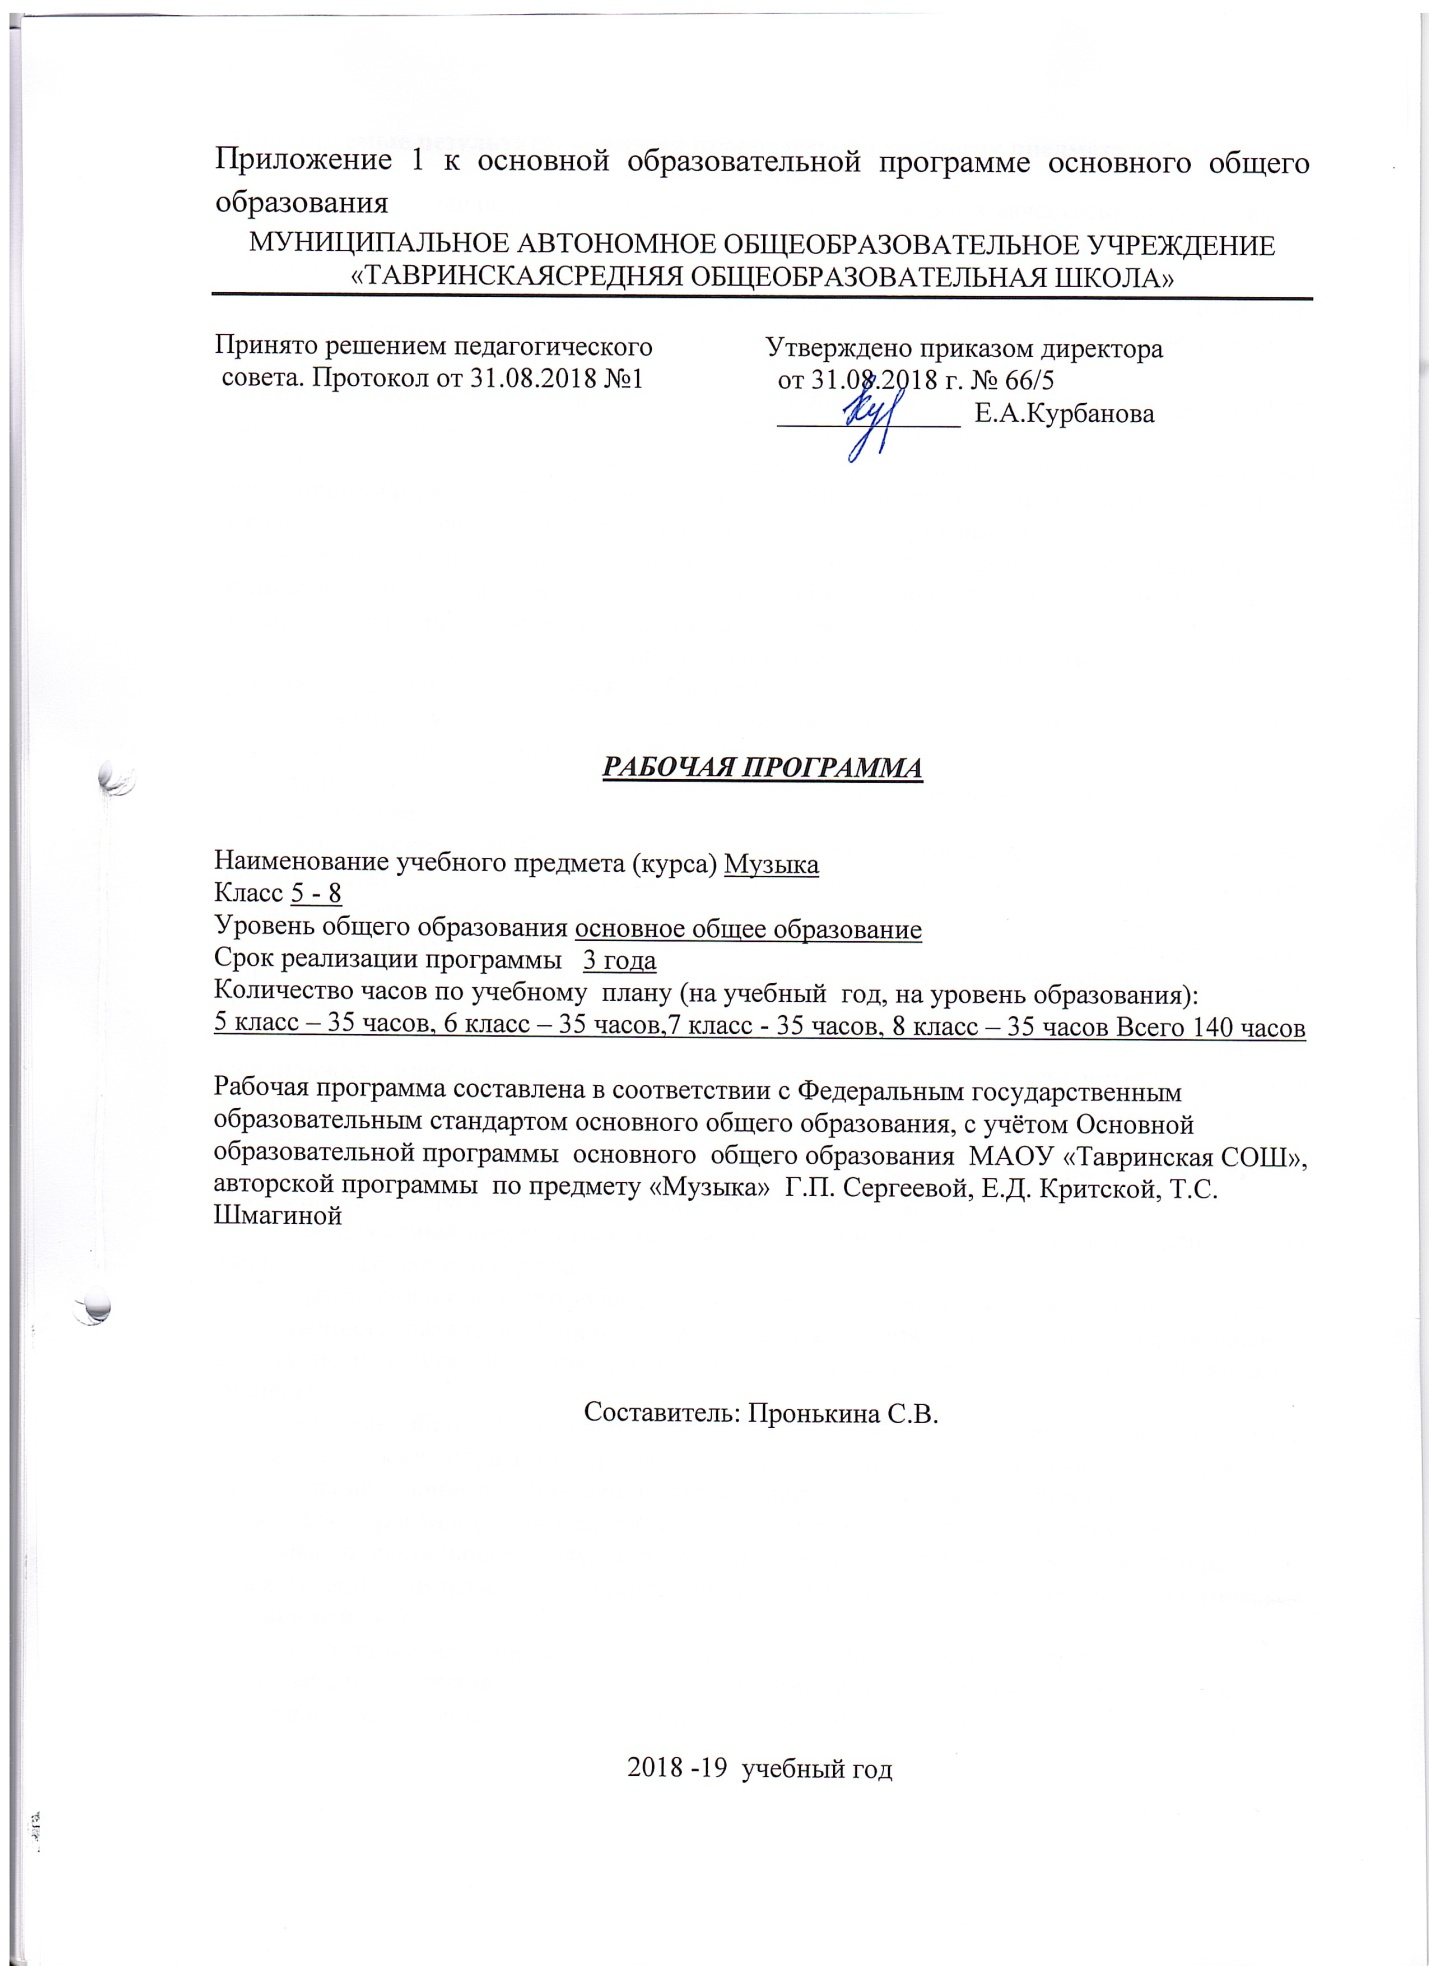 Приложение 1 к основной образовательной программе основного общего
образования
МУНИЦИПАЛЬНОЕ АВТОНОМНОЕ ОБЩЕОБРАЗОВАТЕЛЬНОЕ УЧРЕЖДЕНИЕ
«ТАВРИНСКАЯСРЕДНЯЯ ОБЩЕОБРАЗОВАТЕЛЬНАЯ ШКОЛА»
Принято решением педагогического
совета. Протокол от 31.08.2018 №1
Утверждено приказом директора
от 31.08.2018 г. № 66/5
Е.А.Курбанова
РАБОЧАЯ ПРОГРАММА
Наименование учебного предмета (курса) Музыка
Класс 5 - 8
Уровень общего образования основное общее образование
Срок реализации программы 3 года
Количество часов по учебному плану (на учебный год, на уровень образования):
5 класс – 35 часов, 6 класс – 35 часов,7 класс - 35 часов, 8 класс – 35 часов Всего 140 часов
Рабочая программа составлена в соответствии с Федеральным государственным
образовательным стандартом основного общего образования, с учётом Основной
образовательной программы основного общего образования МАОУ «Тавринская СОШ»,
авторской программы по предмету «Музыка» Г.П. Сергеевой, Е.Д. Критской, Т.С.
Шмагиной
Составитель: Пронькина С.В.
2018 -19 учебный год